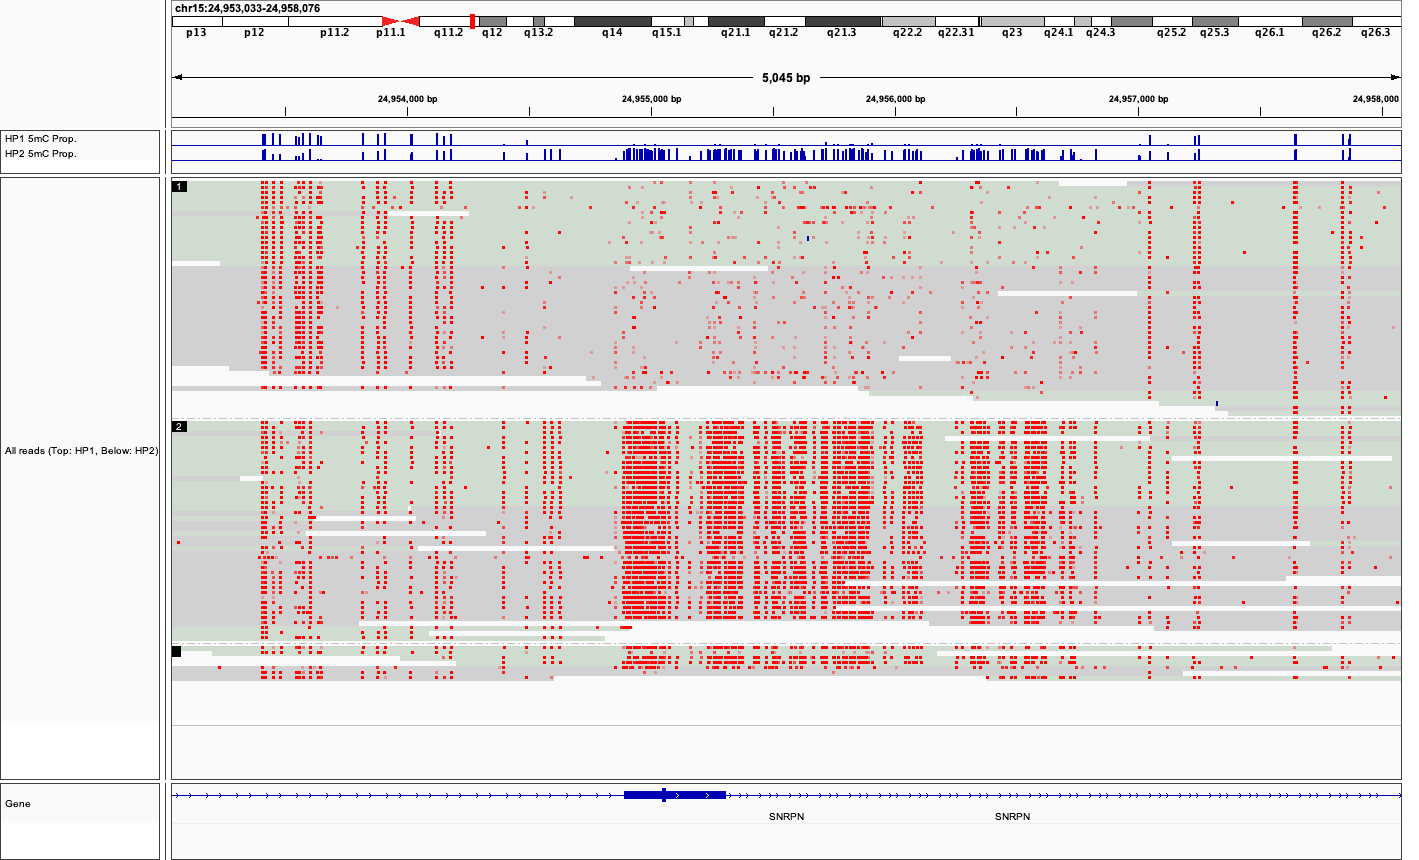 chr15:24,953,033-24,958,076
p13 p12 p11.2 p11.1 q11.2 q12 q13.2 q14 q15.1 q21.1 q21.2 q21.3 q22.2 q22.31 q23 q24.1 q24.3 q25.2 q25.3 q26.1 q26.2 q26.3
5,045 bp
24,954,000 bp 24,955,000 bp 24,956,000 bp 24,957,000 bp 24,958,000
HP1 5mC Prop.
HP2 5mC Prop.
1
2
All reads (Top: HP1, Below: HP2)
Gene
SNRPN SNRPN